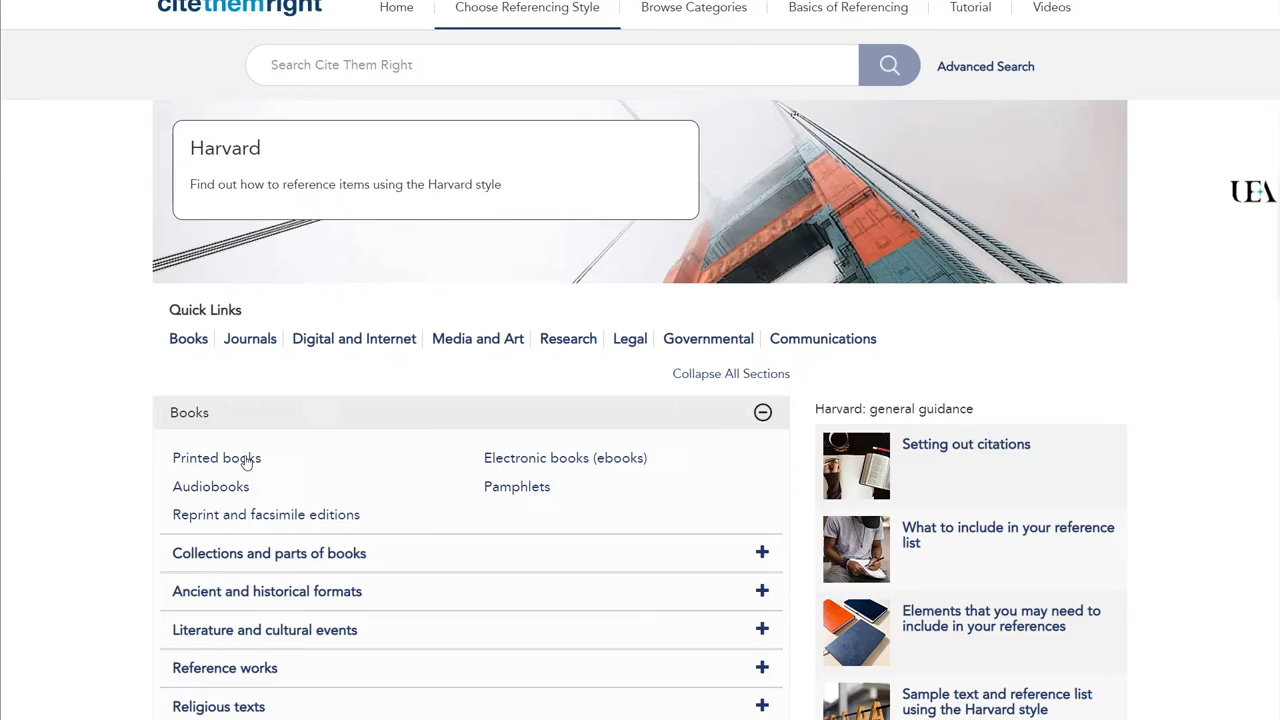 citethemright
Home
Choose Referencing Style
Browse Categories
Basics of Referencing
Tutorial
Videos
Search Cite Them Right
Advanced Search
Harvard
Find out how to reference items using the Harvard style
UEA
Quick Links
Books
Journals
Digital and Internet
Media and Art
Research
Legal
Governmental
Communications
Collapse All Sections
Books
Printed books
Electronic books (ebooks)
Audiobooks
Pamphlets
Reprint and facsimile editions
Collections and parts of books
Ancient and historical formats
Literature and cultural events
Reference works
Religious texts
Harvard: general guidance
Setting out citations
What to include in your reference
list
Elements that you may need to
include in your references
Sample text and reference list
using the Harvard style